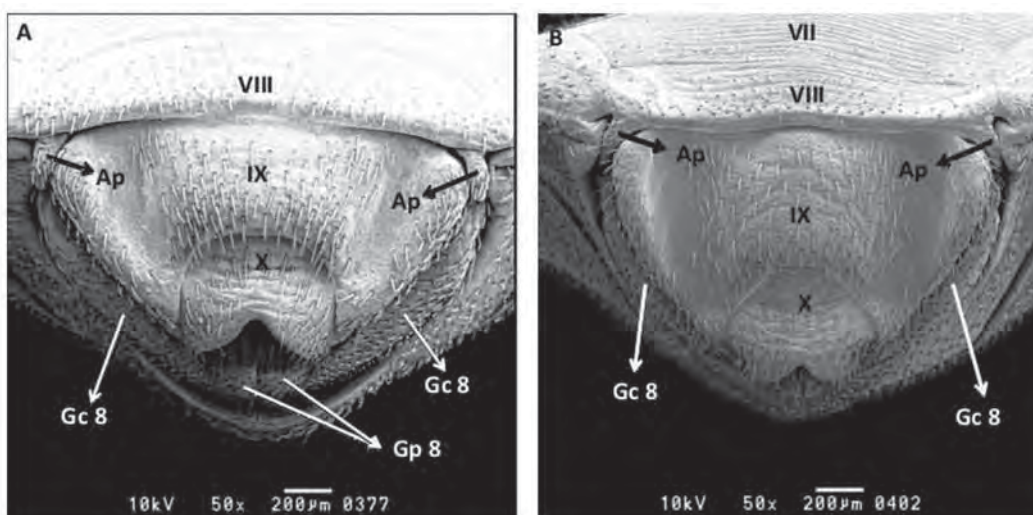 A
VIII
Ap
IX
Ap
X
Gc 8
Gc 8
Gp 8
10kV 50x 200µm 0377
B
VII
VIII
Ap
Ap
IX
X
Gc 8
Gc 8
10kV 50x 200µm 0402